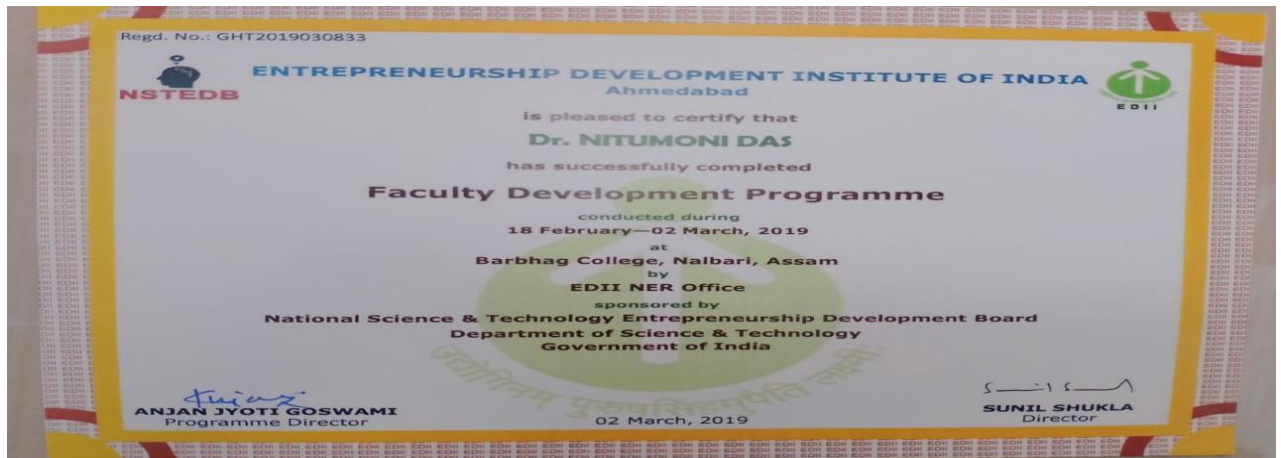 Regd. No.: GHT2019030833
NSTEDB
ENTREPRENEURSHIP DEVELOPMENT INSTITUTE OF INDIA
Ahmedabad
EDII
is pleased to certify that
Dr. NITUMONI DAS
has successfully completed
Faculty Development Programme
conducted during
18 February—02 March, 2019
at
Barbhag College, Nalbari, Assam
by
EDII NER Office
sponsored by
National Science & Technology Entrepreneurship Development Board
Department of Science & Technology
Government of India
ANJAN JYOTI GOSWAMI
Programme Director
02 March, 2019
SUNIL SHUKLA
Director